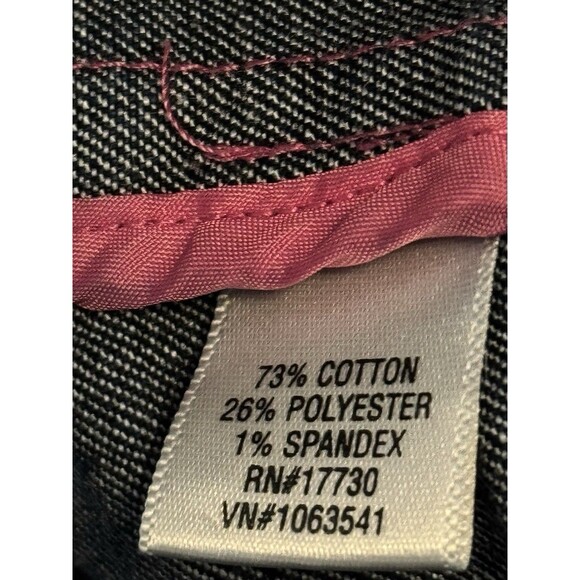 73% COTTON
26% POLYESTER
1% SPANDEX
RN#17730
VN#1063541